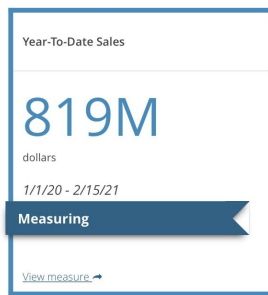 Year-To-Date Sales
819M
dollars
1/1/20 - 2/15/21
Measuring
View measure